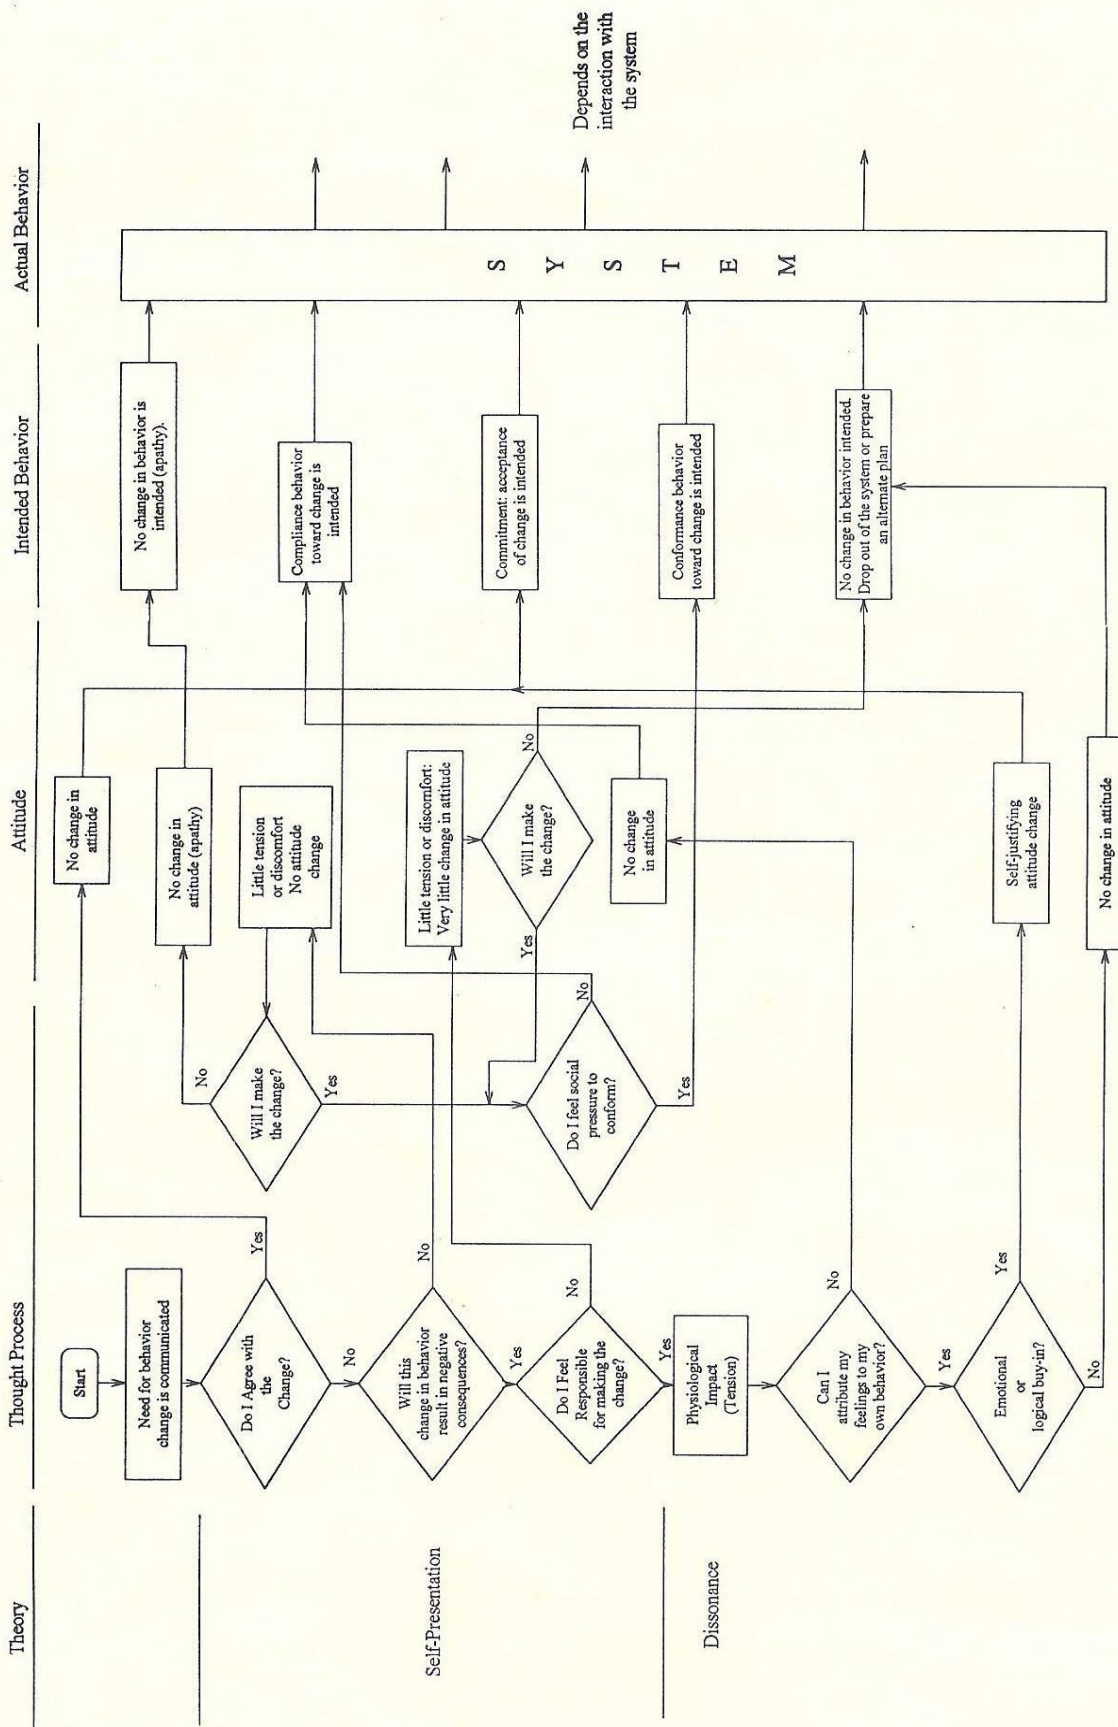 Theory
Thought Process
Attitude
Intended Behavior
Actual Behavior
Start
Need for behavior
change is communicated
Do I Agree with
the
Change?
Yes
No
No change in
attitude
Self-Presentation
Will this
change in behavior
result in negative
consequences?
No
Yes
Little tension
or discomfort
No attitude
change
Will I make
the change?
No
Yes
No change in
attitude (apathy)
No change in behavior is
intended (apathy).
Do I Feel
Responsible
for making the
change?
No
Yes
Little tension or discomfort:
Very little change in attitude
Will I make
the change?
Yes
No
Do I feel social
pressure to
conform?
No
Yes
Compliance behavior
toward change is
intended
Commitment: acceptance
of change is intended
Conformance behavior
toward change is intended
Dissonance
Physiological
Impact
(Tension)
Can I
attribute my
feelings to my
own behavior?
No
Yes
No change
in attitude
Emotional
or
logical buy-in?
Yes
No
Self-justifying
attitude change
No change in attitude
No change in behavior intended.
Drop out of the system or prepare
an alternate plan
S Y S T E M
Depends on the
interaction with
the system